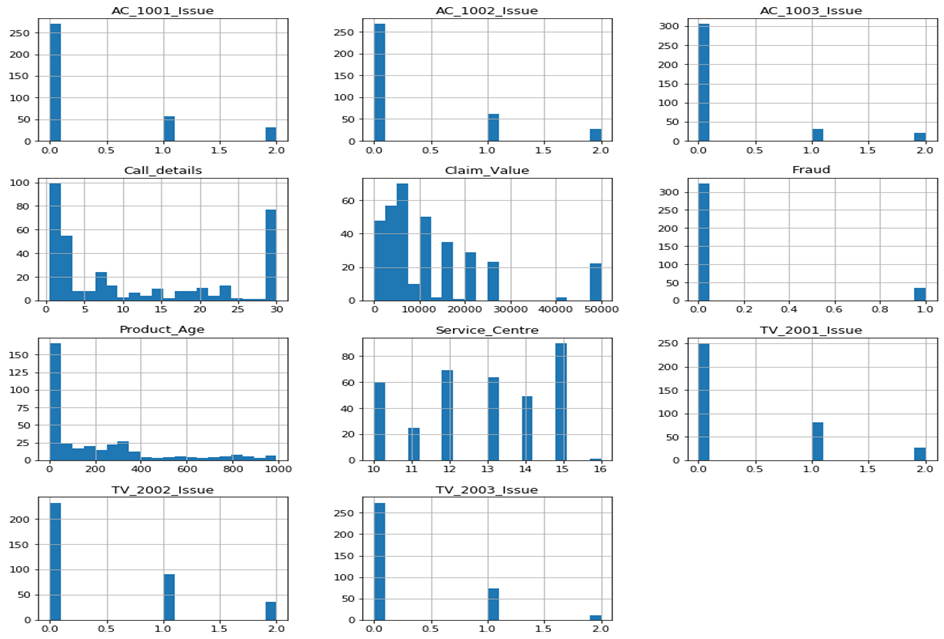 AC_1001_Issue
250
200
150
100
50
0
0.0 0.5 1.0 1.5 2.0
AC_1002_Issue
250
200
150
100
50
0
0.0 0.5 1.0 1.5 2.0
AC_1003_Issue
300
250
200
150
100
50
0
0.0 0.5 1.0 1.5 2.0
Call_details
100
80
60
40
20
0
0 5 10 15 20 25 30
Claim_Value
60
40
20
0
0 10000 20000 30000 40000 50000
Fraud
300
250
200
150
100
50
0
0.0 0.2 0.4 0.6 0.8 1.0
Product_Age
150
125
100
75
50
25
0
0 200 400 600 800 1000
Service_Centre
80
60
40
20
0
10 11 12 13 14 15 16
TV_2001_Issue
250
200
150
100
50
0
0.0 0.5 1.0 1.5 2.0
TV_2002_Issue
200
150
100
50
0
0.0 0.5 1.0 1.5 2.0
TV_2003_Issue
250
200
150
100
50
0
0.0 0.5 1.0 1.5 2.0